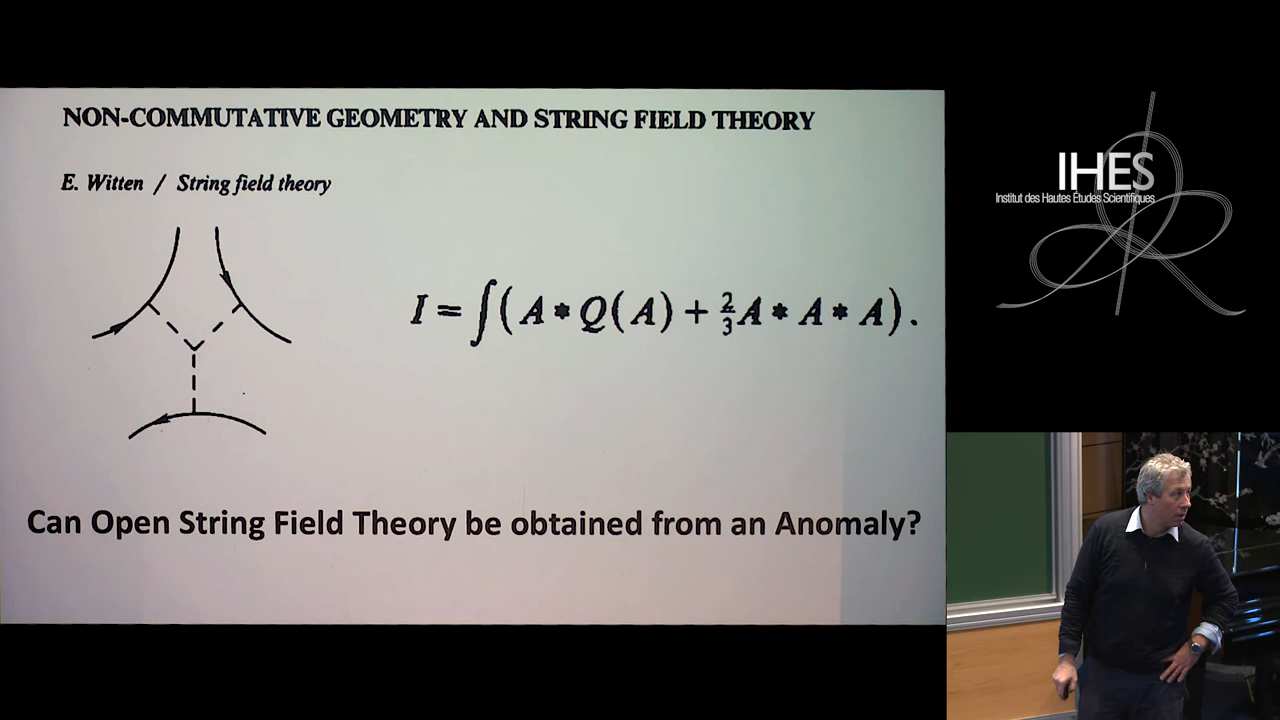 NON-COMMUTATIVE GEOMETRY AND STRING FIELD THEORY
E. Witten / String field theory
I = ∫( A * Q(A) + ⅔A * A * A ) .
Can Open String Field Theory be obtained from an Anomaly?
IHES
Institut des Hautes Études Scientifiques